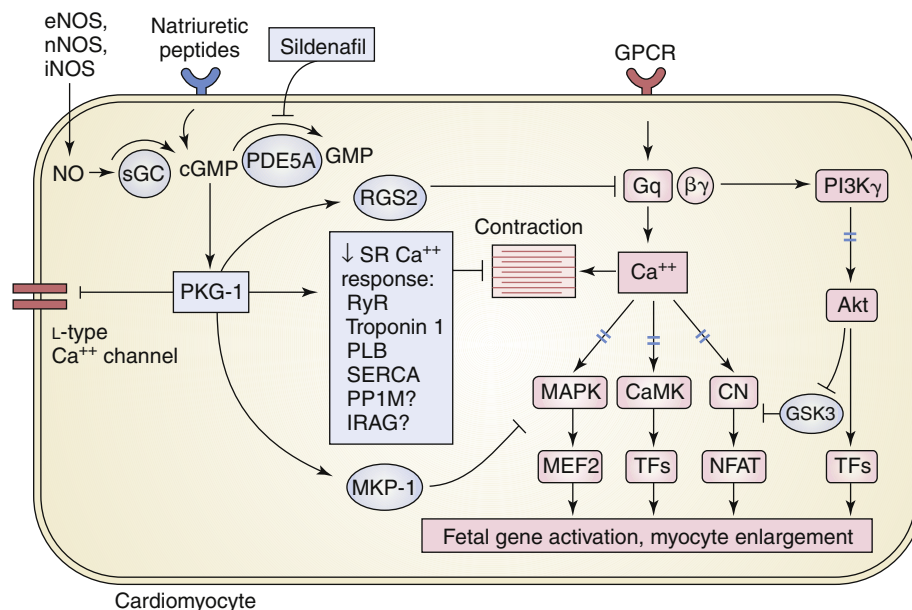 eNOS,
nNOS,
iNOS
Natriuretic
peptides
Sildenafil
GPCR
NO
sGC
cGMP
PDE5A
GMP
RGS2
Gq
βγ
PI3Kγ
Contraction
↓ SR Ca++
response:
RyR
Troponin 1
PLB
SERCA
PP1M?
IRAG?
PKG-1
Ca++
Akt
L-type
Ca++ channel
MAPK
CaMK
CN
GSK3
MKP-1
MEF2
TFs
NFAT
TFs
Fetal gene activation, myocyte enlargement
Cardiomyocyte